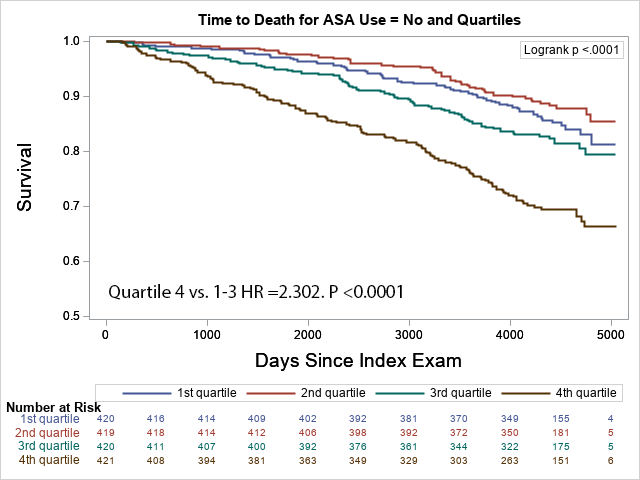 Time to Death for ASA Use = No and Quartiles
Logrank p <.0001
1.0
0.9
0.8
0.7
0.6
0.5
Survival
Quartile 4 vs. 1-3 HR =2.302. P <0.0001
0 1000 2000 3000 4000 5000
Days Since Index Exam
1st quartile 2nd quartile 3rd quartile 4th quartile
Number at Risk
1st quartile 420 416 414 409 402 392 381 370 349 155 4
2nd quartile 419 418 414 412 406 398 392 372 350 181 5
3rd quartile 420 411 407 400 392 376 361 344 322 175 5
4th quartile 421 408 394 381 363 349 329 303 263 151 6